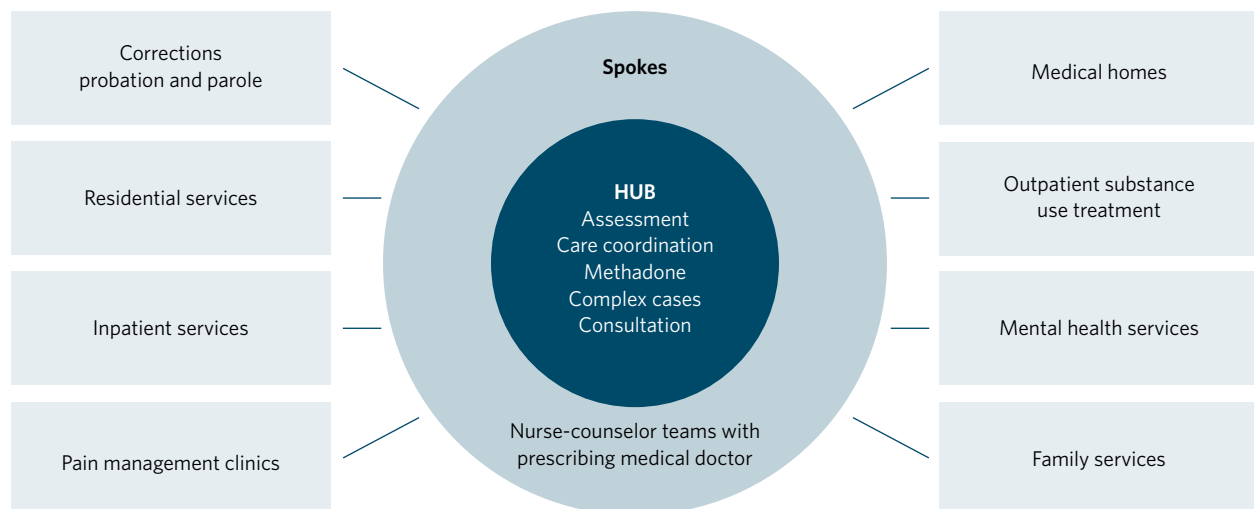 Corrections
probation and parole
Residential services
Inpatient services
Pain management clinics
Spokes
HUB
Assessment
Care coordination
Methadone
Complex cases
Consultation
Nurse-counselor teams with
prescribing medical doctor
Medical homes
Outpatient substance
use treatment
Mental health services
Family services